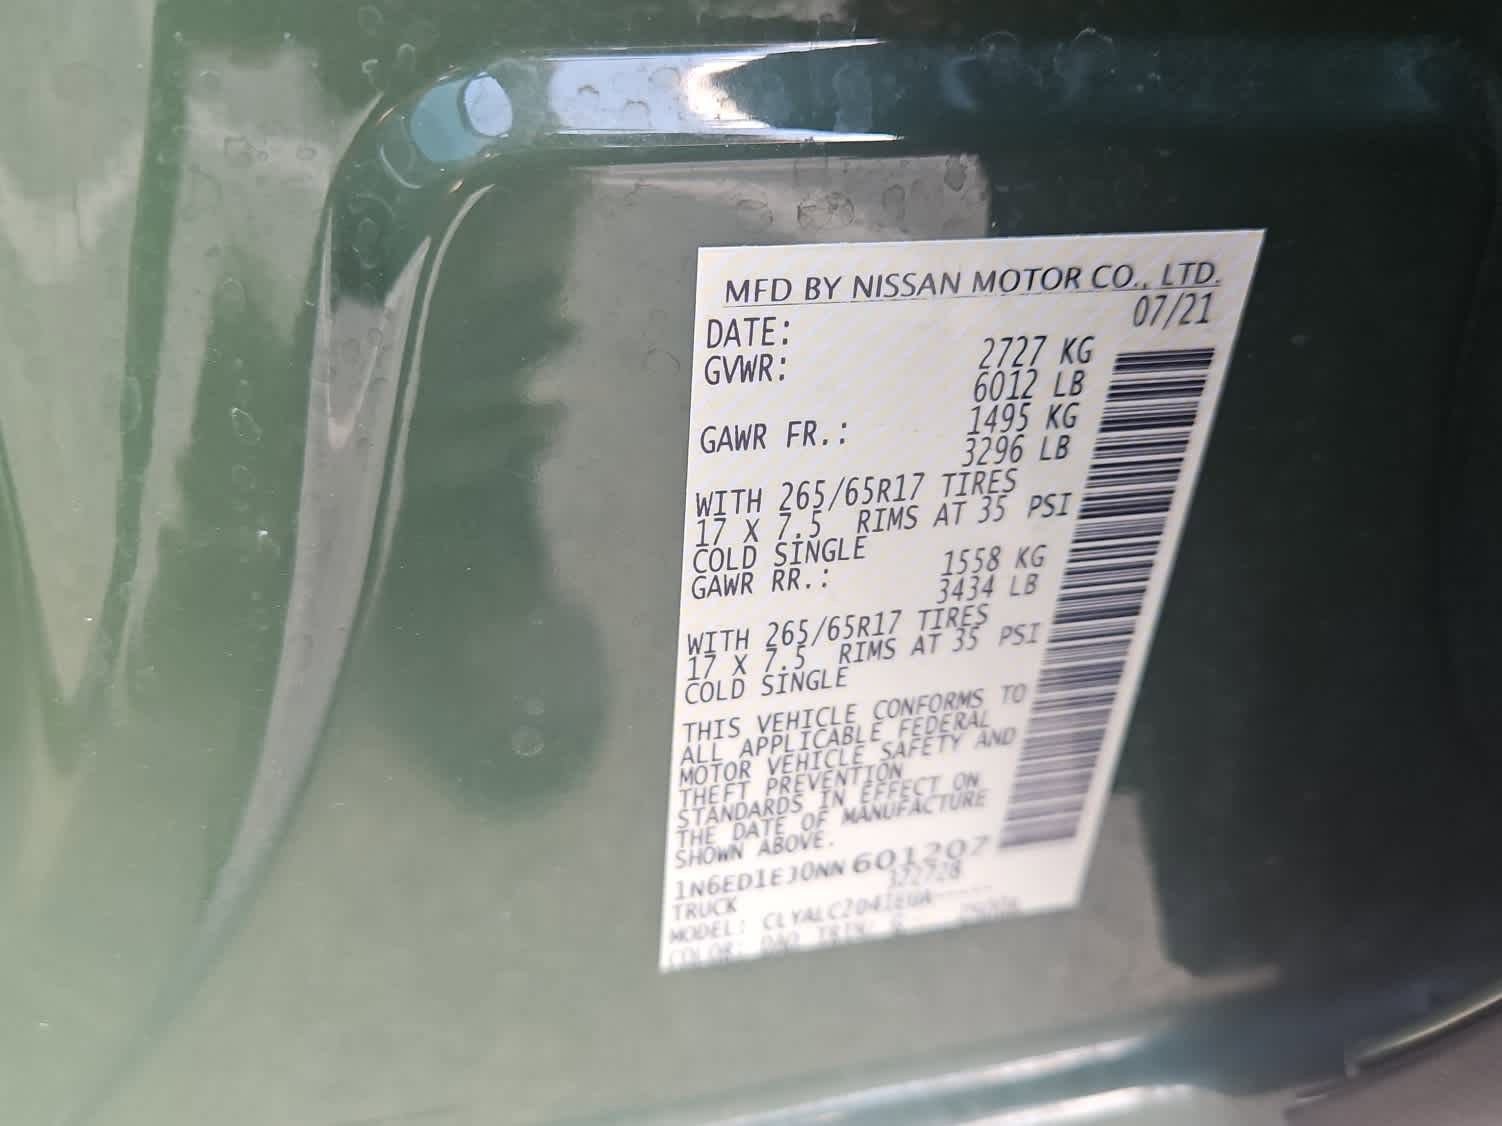 MFD BY NISSAN MOTOR CO., LTD.
DATE: 07/21
GVWR: 2727 KG
6012 LB
GAWR FR.: 1495 KG
3296 LB
WITH 265/65R17 TIRES
17 X 7.5 RIMS AT 35 PSI
COLD SINGLE
GAWR RR.: 1558 KG
3434 LB
WITH 265/65R17 TIRES
17 X 7.5 RIMS AT 35 PSI
COLD SINGLE
THIS VEHICLE CONFORMS TO
ALL APPLICABLE FEDERAL
MOTOR VEHICLE SAFETY AND
THEFT PREVENTION
STANDARDS IN EFFECT ON
THE DATE OF MANUFACTURE
SHOWN ABOVE.
TRUCK
MODEL:
COLOR: